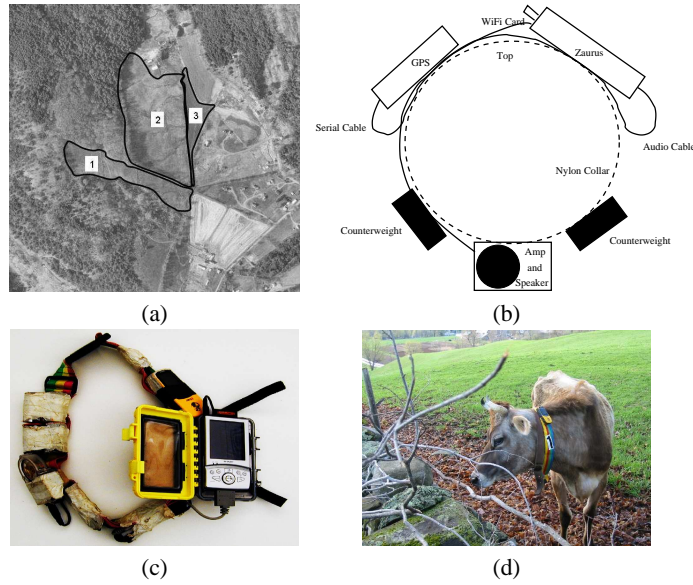 1
2
3
(a)
WiFi Card
GPS
Top
Zaurus
Serial Cable
Audio Cable
Nylon Collar
Counterweight
Counterweight
Amp
and
Speaker
(b)
(c)
(d)